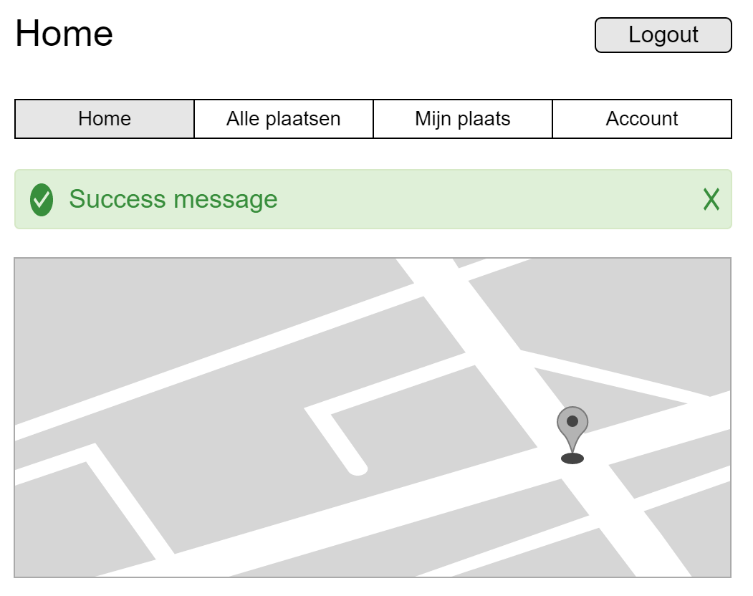 Home
Logout
Home
Alle plaatsen
Mijn plaats
Account
Success message
X